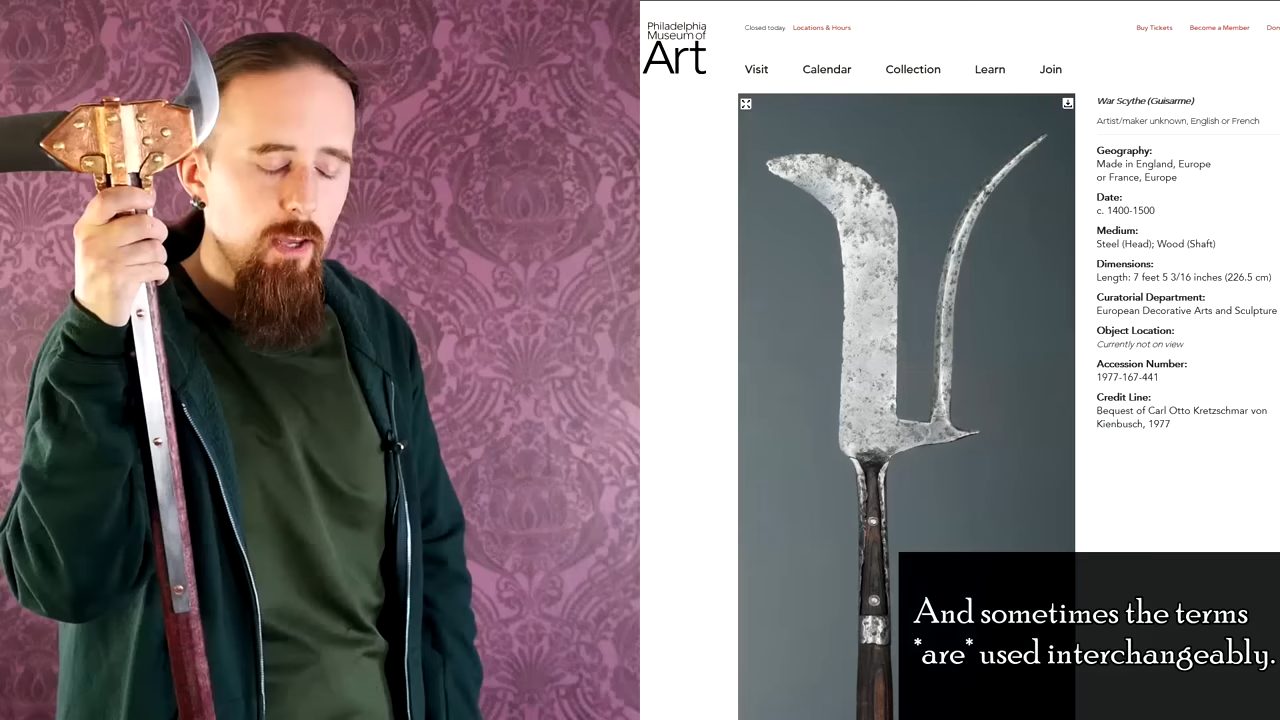 Philadelphia
Museum of
Art
Closed today. Locations & Hours
Buy Tickets Become a Member
Visit Calendar Collection Learn Join
War Scythe (Guisarme)
Artist/maker unknown, English or French
Geography:
Made in England, Europe
or France, Europe
Date:
c. 1400-1500
Medium:
Steel (Head); Wood (Shaft)
Dimensions:
Length: 7 feet 5 3/16 inches (226.5 cm)
Curatorial Department:
European Decorative Arts and Sculpture
Object Location:
Currently not on view
Accession Number:
1977-167-441
Credit Line:
Bequest of Carl Otto Kretzschmar von
Kienbusch, 1977
And sometimes the terms
*are* used interchangeably.